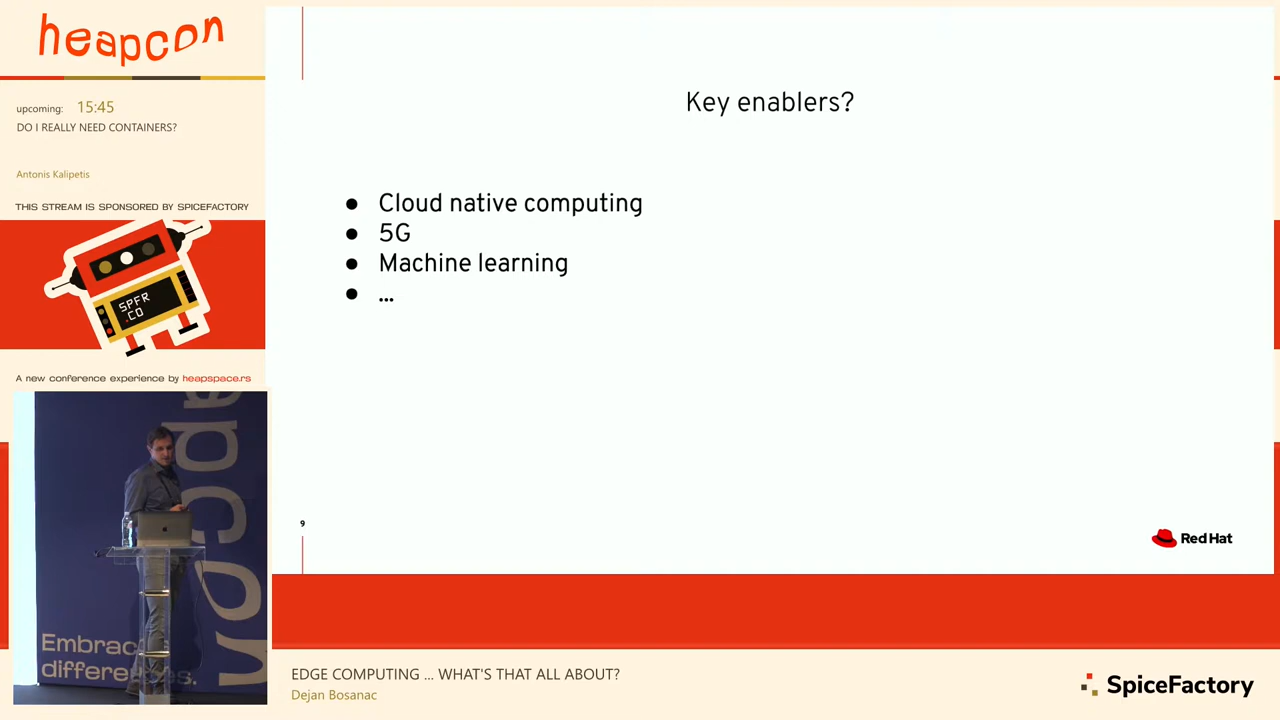 heapcon
upcoming: 15:45
DO I REALLY NEED CONTAINERS?
Antonis Kalipetis
THIS STREAM IS SPONSORED BY SPICEFACTORY
SPFR
.CO
A new conference experience by heapspace.rs
Embrac
differe es.
Key enablers?
● Cloud native computing
● 5G
● Machine learning
● ...
9
Red Hat
EDGE COMPUTING ... WHAT'S THAT ALL ABOUT?
Dejan Bosanac
SpiceFactory